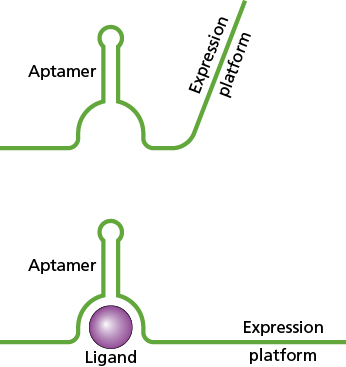 Aptamer
Expression
platform
Aptamer
Ligand
Expression
platform